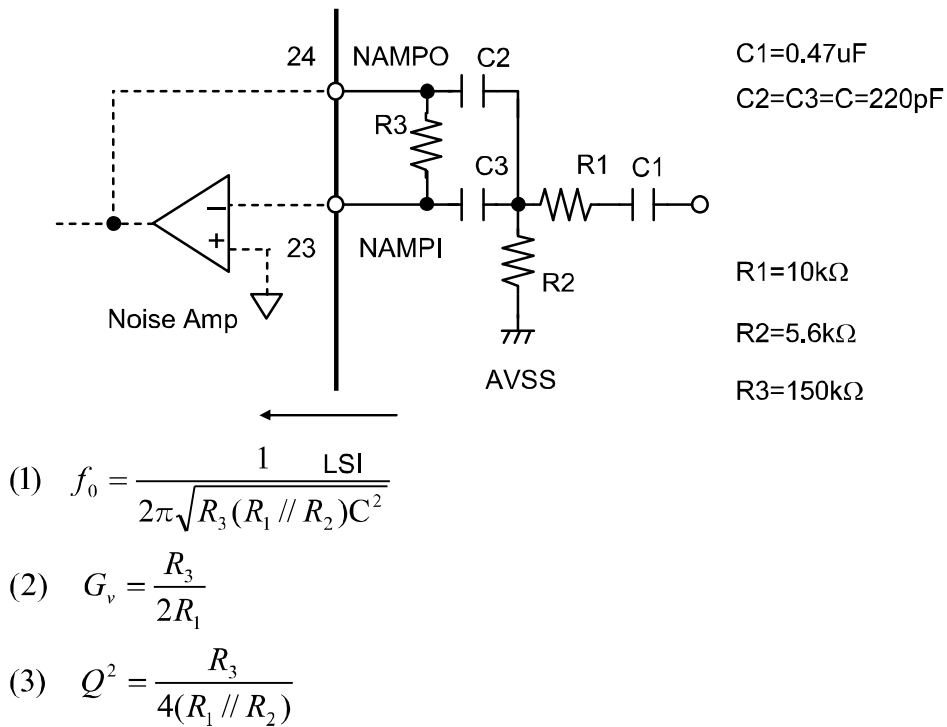 24 NAMPO C2
C1=0.47uF
C2=C3=C=220pF
R3
C3 R1 C1
−
+
23 NAMPI
R2
Noise Amp
AVSS
R1=10kΩ
R2=5.6kΩ
R3=150kΩ
LSI
(1) f₀ = 1 / (2π√(R₃(R₁ // R₂)C²))
(2) Gᵥ = R₃ / (2R₁)
(3) Q² = R₃ / (4(R₁ // R₂))